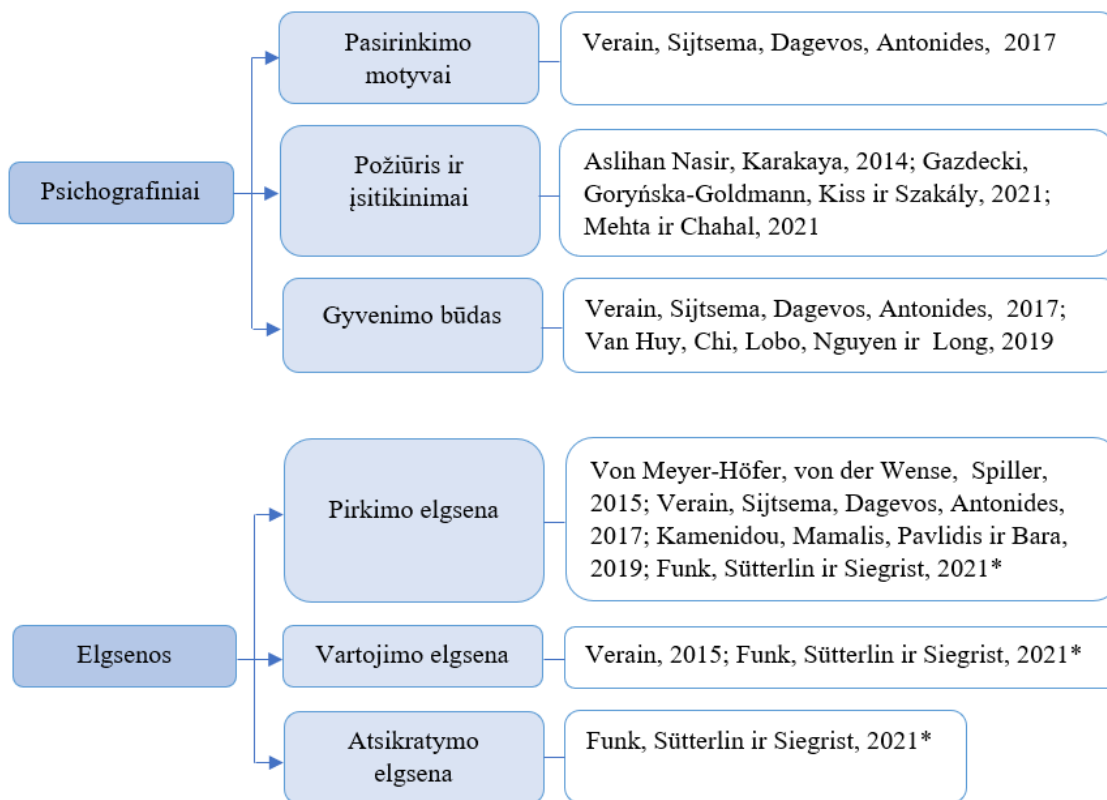 Psichografiniai
Pasirinkimo
motyvai
Verain, Sijtsema, Dagevos, Antonides, 2017
Požiūris ir
įsitikinimai
Aslihan Nasir, Karakaya, 2014; Gazdecki,
Goryńska-Goldmann, Kiss ir Szakály, 2021;
Mehta ir Chahal, 2021
Gyvenimo būdas
Verain, Sijtsema, Dagevos, Antonides, 2017;
Van Huy, Chi, Lobo, Nguyen ir Long, 2019
Elgsenos
Pirkimo elgsena
Von Meyer-Höfer, von der Wense, Spiller,
2015; Verain, Sijtsema, Dagevos, Antonides,
2017; Kamenidou, Mamalis, Pavlidis ir Bara,
2019; Funk, Sütterlin ir Siegrist, 2021*
Vartojimo elgsena
Verain, 2015; Funk, Sütterlin ir Siegrist, 2021*
Atsikratymo
elgsena
Funk, Sütterlin ir Siegrist, 2021*